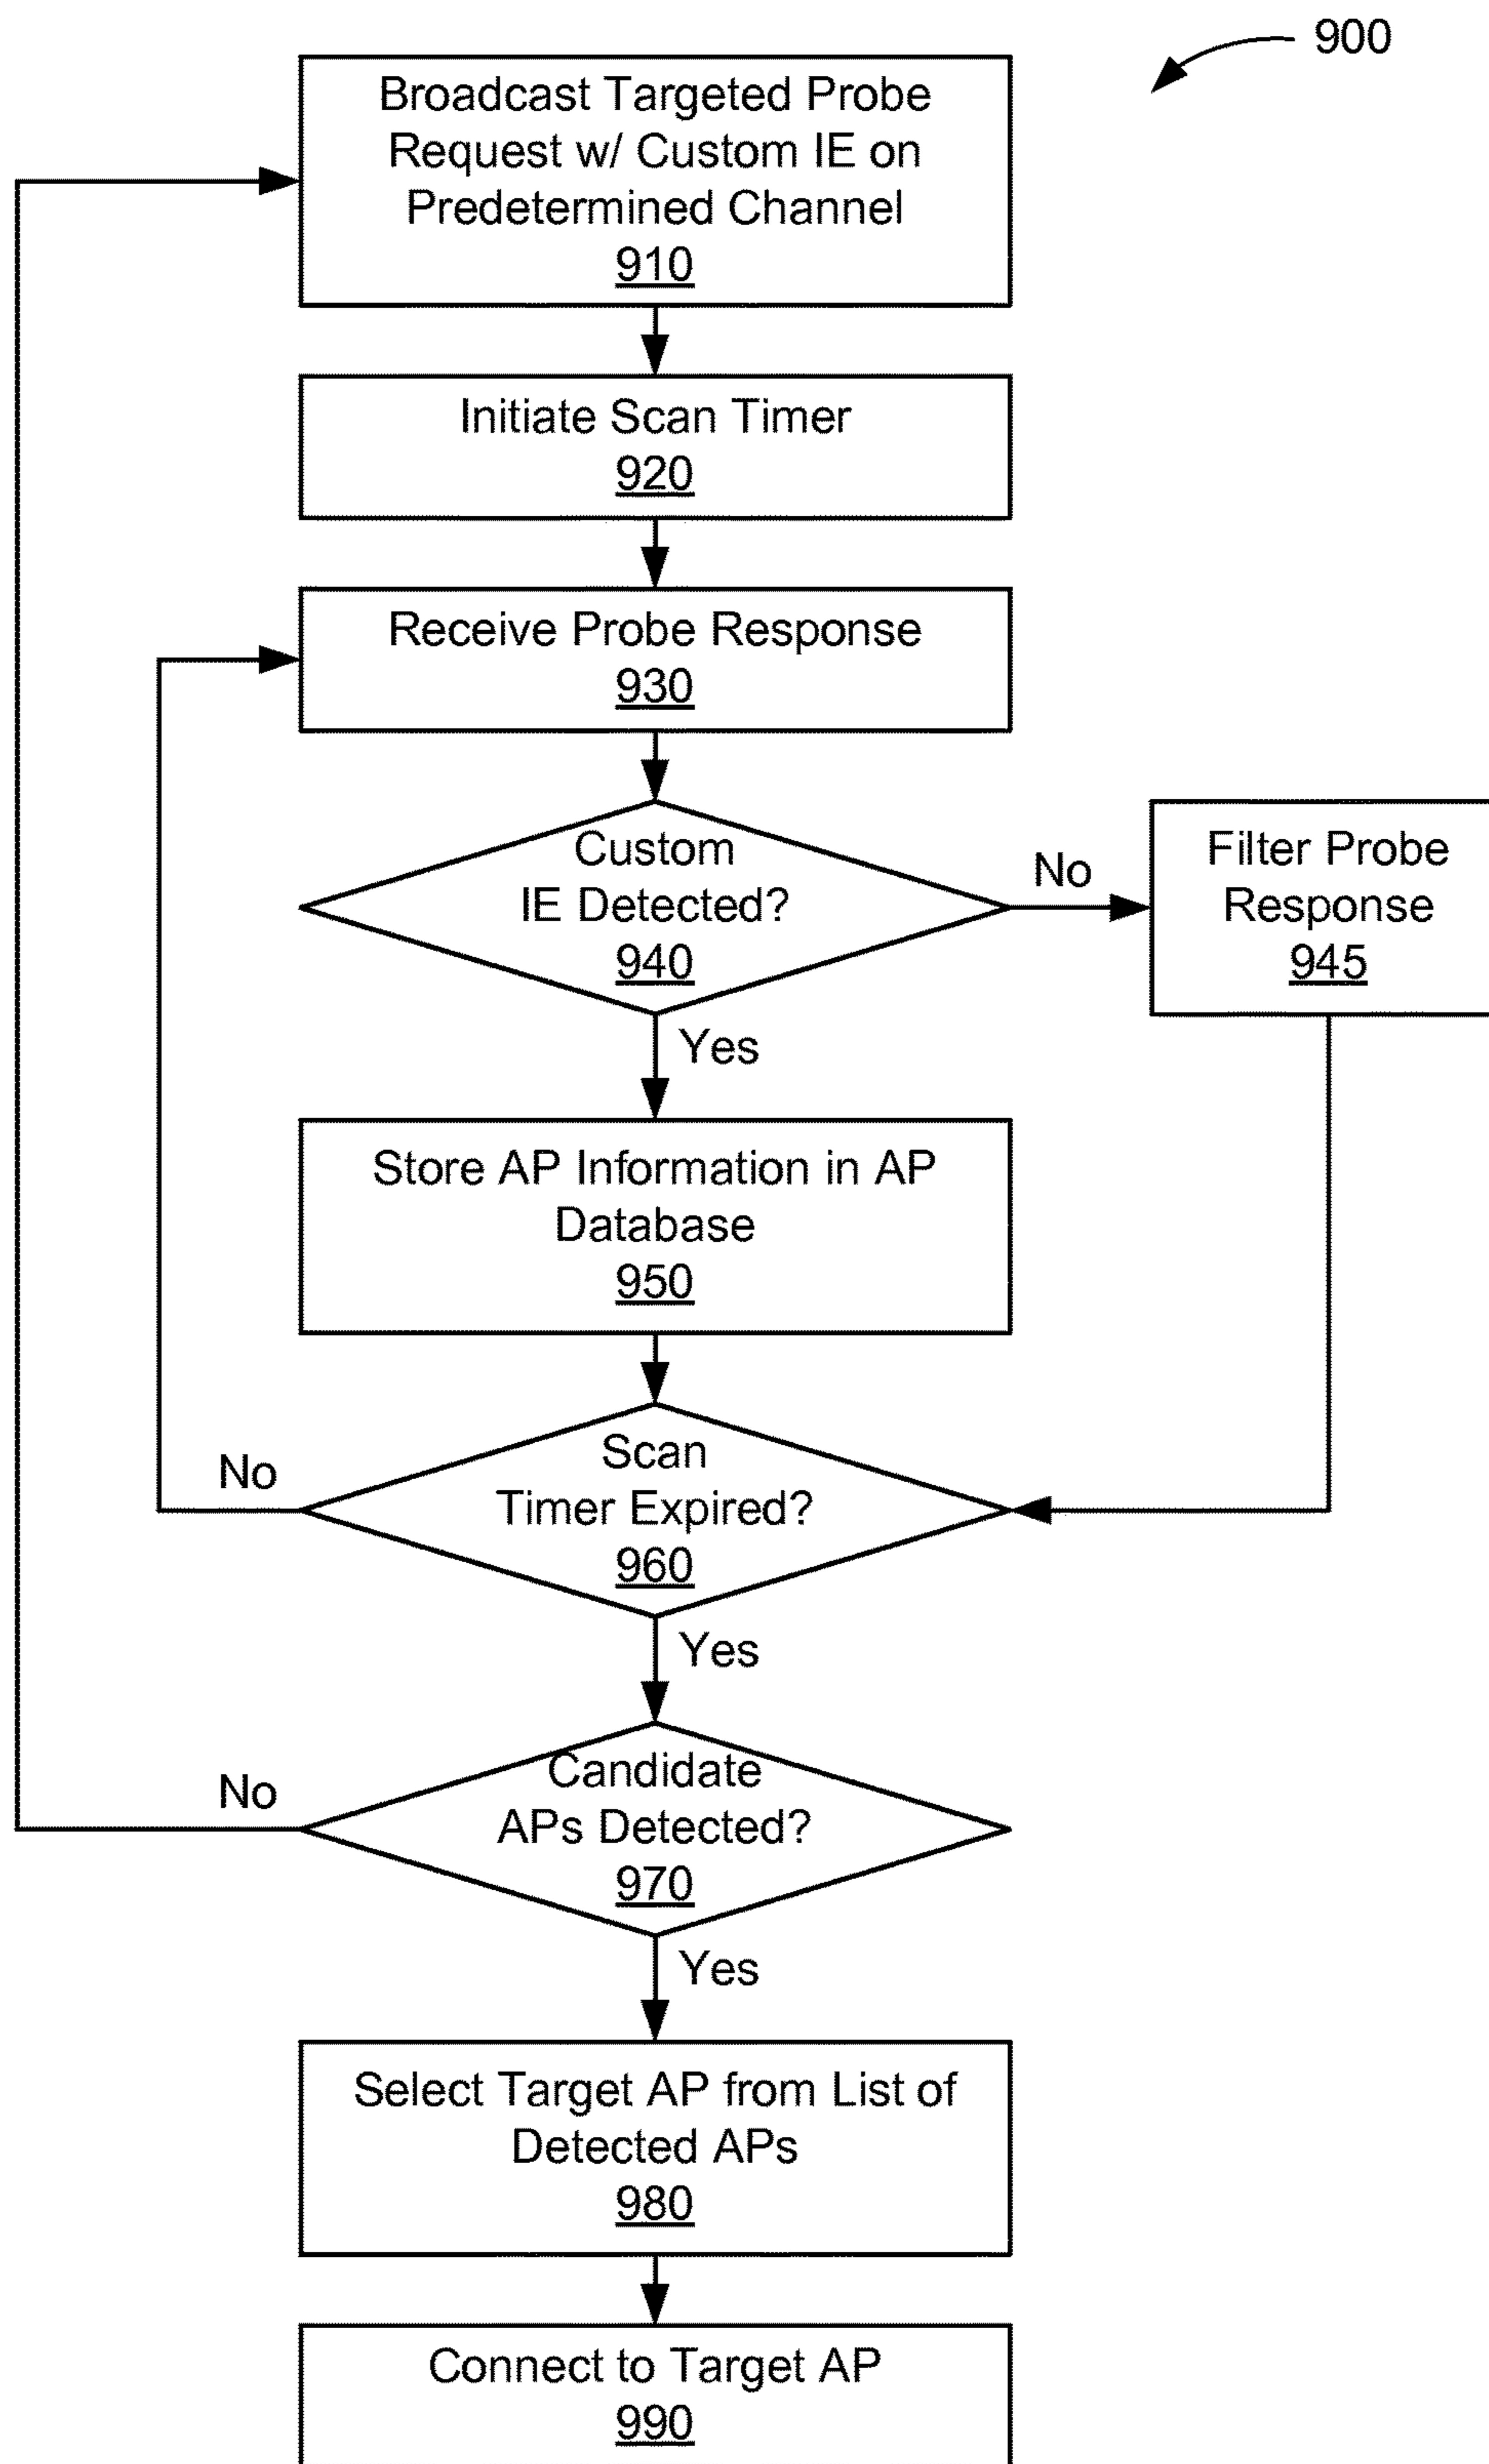 900
Broadcast Targeted Probe
Request w/ Custom IE on
Predetermined Channel
910
Initiate Scan Timer
920
Receive Probe Response
930
Custom
IE Detected?
940
No
Filter Probe
Response
945
Yes
Store AP Information in AP
Database
950
Scan
Timer Expired?
960
No
Yes
Candidate
APs Detected?
970
No
Yes
Select Target AP from List of
Detected APs
980
Connect to Target AP
990